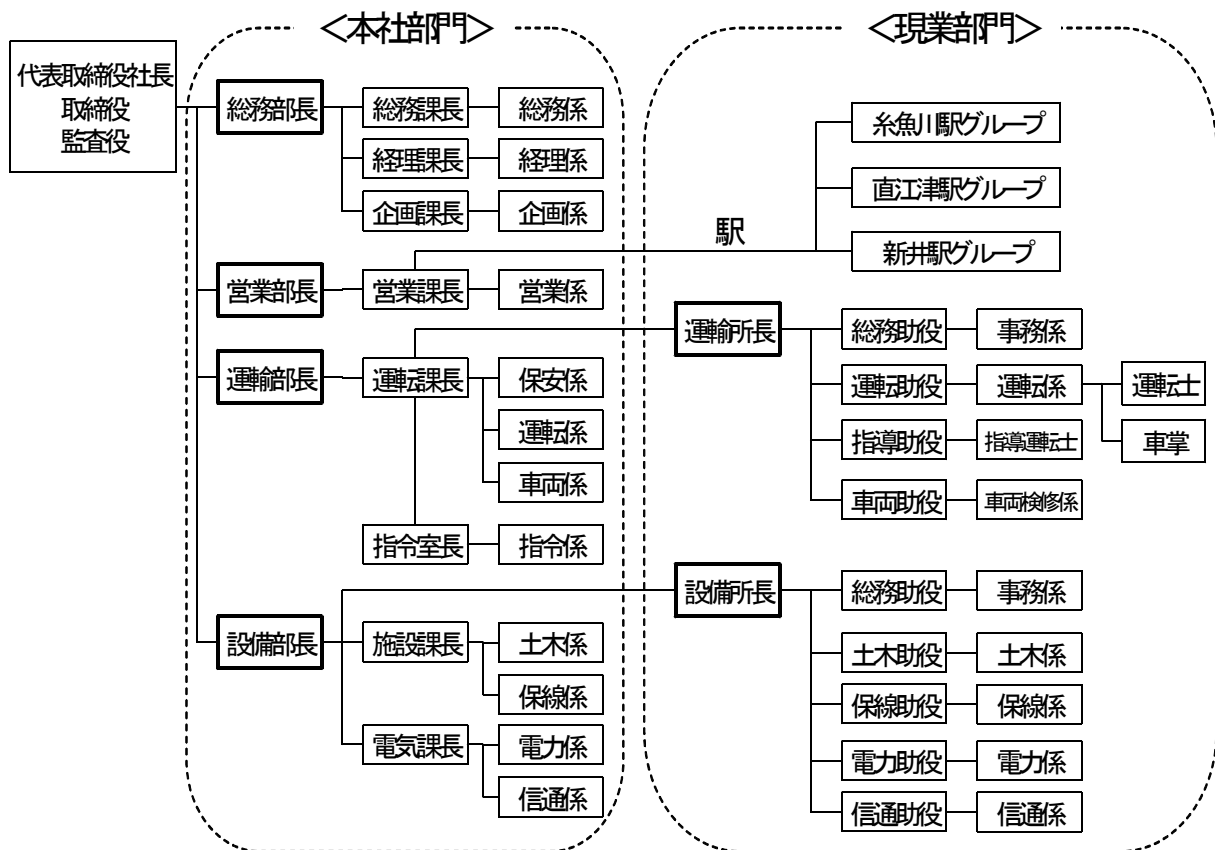 <本社部門>
<現業部門>
代表取締役社長
取締役
監査役
総務部長
総務課長
総務係
経理課長
経理係
企画課長
企画係
営業部長
営業課長
営業係
運輸部長
運転課長
保安係
運転係
車両係
指令室長
指令係
設備部長
施設課長
土木係
保線係
電気課長
電力係
信通係
駅
糸魚川駅グループ
直江津駅グループ
新井駅グループ
運輸所長
総務助役
事務係
運転助役
運転係
運転士
車掌
指導助役
指導運転士
車両助役
車両検修係
設備所長
総務助役
事務係
土木助役
土木係
保線助役
保線係
電力助役
電力係
信通助役
信通係